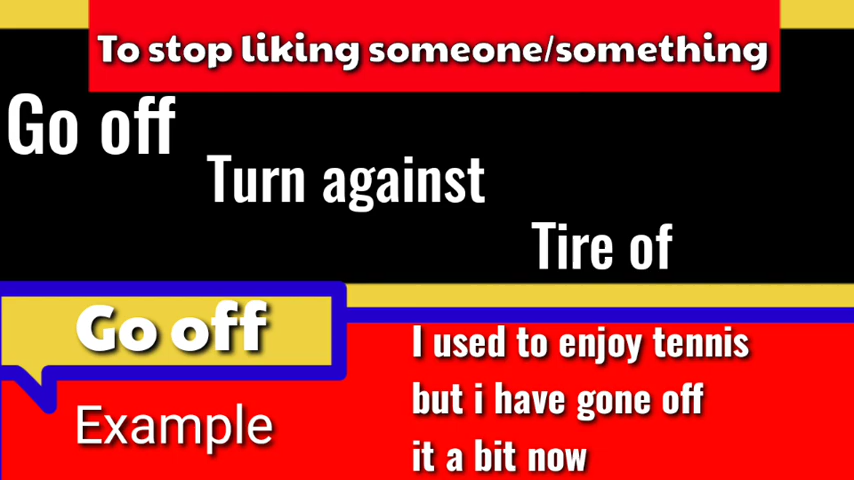 To stop liking someone/something
Go off
Turn against
Tire of
Go off
Example
I used to enjoy tennis
but i have gone off
it a bit now